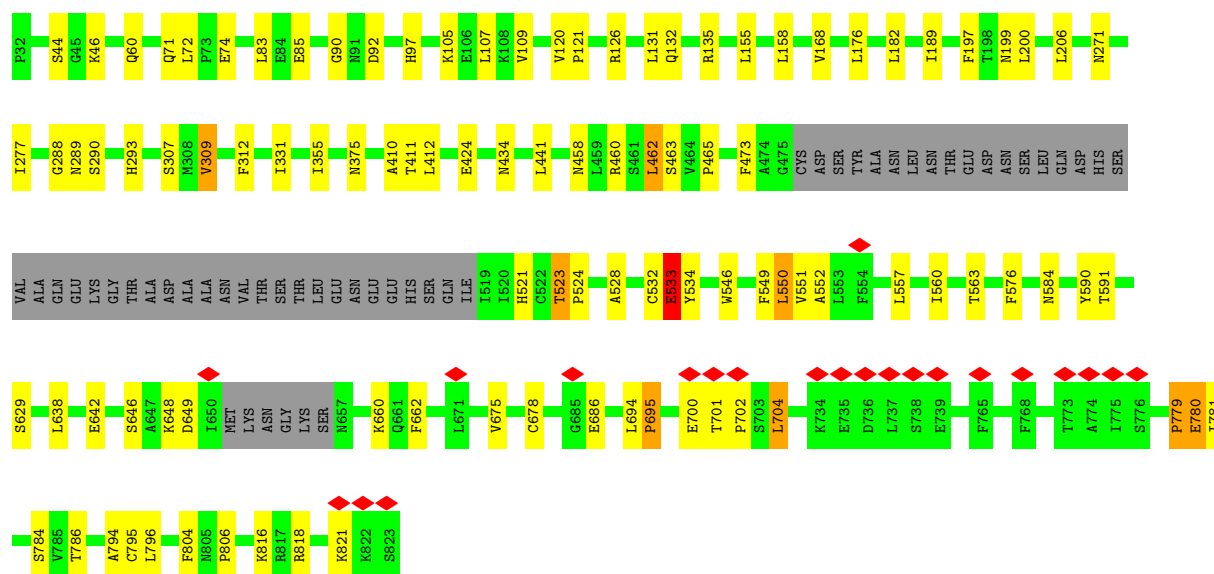 P32 S44 G45 K46 Q60 Q71 L72 P73 E74 L83 E84 E85 G90 N91 D92 H97 K105 E106 L107 K108 V109 V120 P121 R126 L131 Q132 R135 L155 L158 V168 L176 L182 I189 F197 T198 N199 L200 L206 N271
I277 G288 N289 S290 H293 S307 M308 V309 F312 I331 I355 N375 A410 T411 L412 E424 N434 L441 N458 L459 R460 S461 L462 S463 V464 P465 F473 A474 G475 CYS ASP SER TYR ALA ASN LEU ASN THR GLU ASP ASN SER LEU GLN ASP HIS SER
VAL ALA GLN GLU LYS GLY THR ALA ASP ALA ALA ASN VAL THR SER THR LEU GLU ASN GLU GLU HIS SER GLN ILE I519 I520 H521 C522 T523 P524 A528 C532 E533 Y534 W546 F549 L550 V551 A552 L553 F554 L557 I560 T563 F576 N584 Y590 T591
S629 L638 E642 S646 A647 K648 D649 I650 MET LYS ASN GLY LYS SER N657 K660 Q661 F662 L671 V675 C678 G685 E686 L694 P695 E700 T701 P702 S703 L704 K734 E735 D736 L737 S738 E739 F765 F768 T773 A774 I775 S776 P779 E780 I781
S784 V785 T786 A794 C795 L796 F804 N805 P806 K816 R817 R818 K821 K822 S823